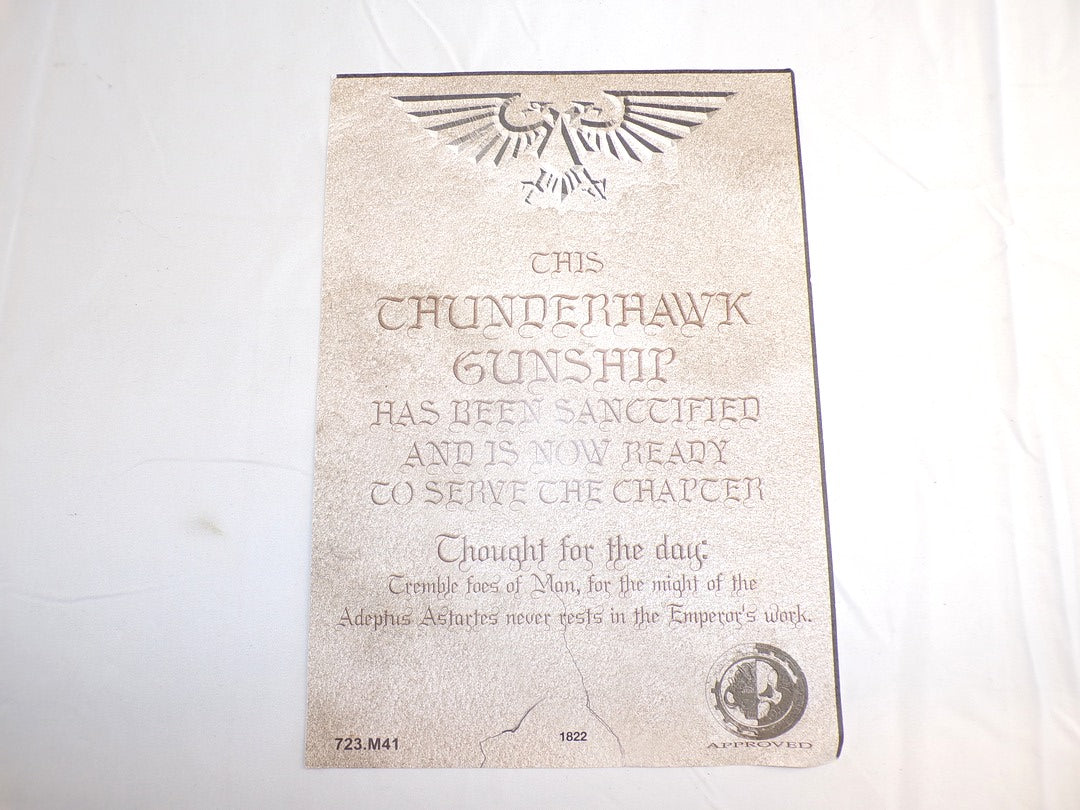 THIS
THUNDERHAWK
GUNSHIP
HAS BEEN SANCTIFIED
AND IS NOW READY
TO SERVE THE CHAPTER
Thought for the day:
Tremble foes of Man, for the might of the
Adeptus Astartes never rests in the Emperor's work.
723.M41
1822
APPROVED